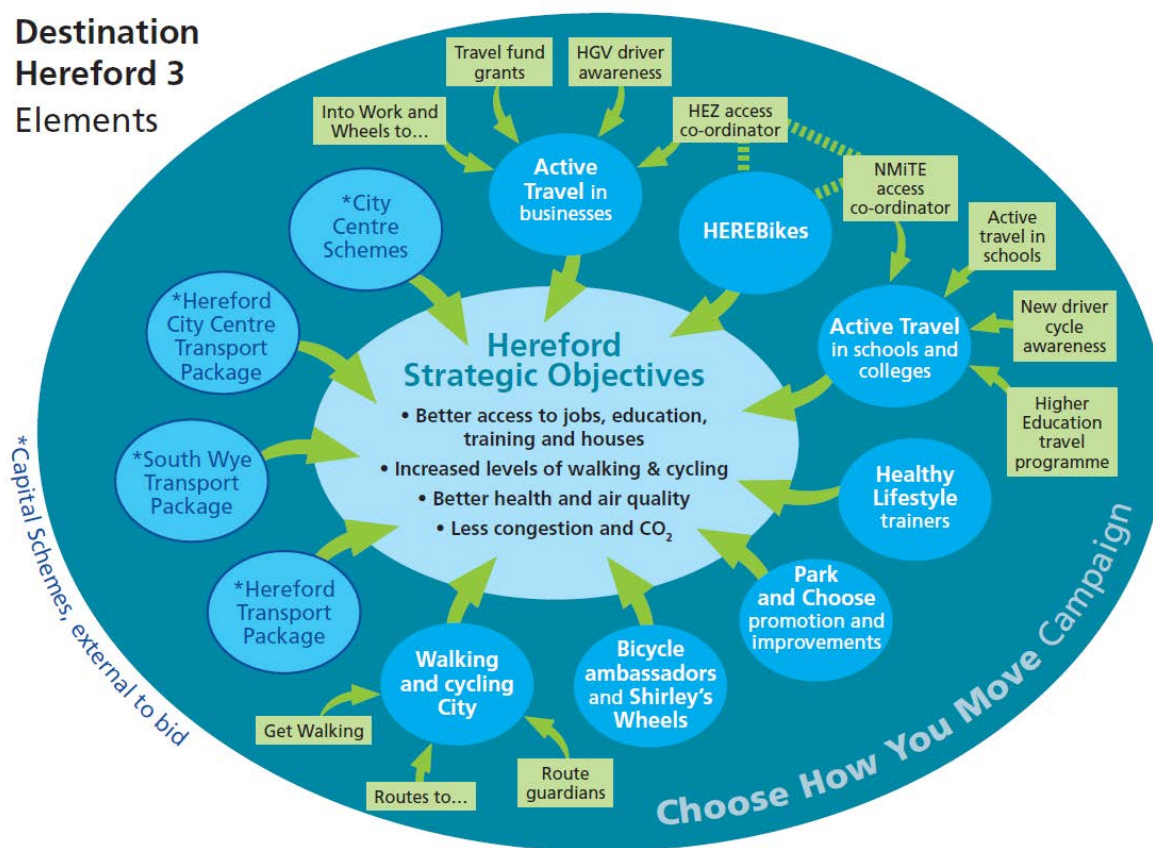 Destination
Hereford 3
Elements
Travel fund
grants
HGV driver
awareness
Into Work and
Wheels to...
HEZ access
co-ordinator
NMiTE
access
co-ordinator
Active
travel in
schools
New driver
cycle
awareness
Higher
Education
travel
programme
Active
Travel in
businesses
HEREBikes
Active Travel
in schools and
colleges
Healthy
Lifestyle
trainers
Park
and Choose
promotion and
improvements
Bicycle
ambassadors
and Shirley's
Wheels
Walking
and cycling
City
Get Walking
Routes to...
Route
guardians
*Hereford
Transport
Package
*South Wye
Transport
Package
*Hereford
City Centre
Transport
Package
*City
Centre
Schemes
Hereford
Strategic Objectives
• Better access to jobs, education,
training and houses
• Increased levels of walking & cycling
• Better health and air quality
• Less congestion and CO₂
*Capital Schemes, external to bid
Choose How You Move Campaign